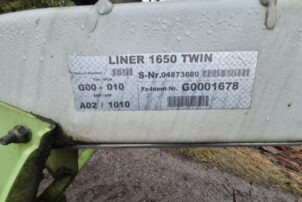 LINER 1650 TWIN
S-Nr. 04873680
G00 - 010
Fz-Ident-Nr. G0001678
A02 / 1010